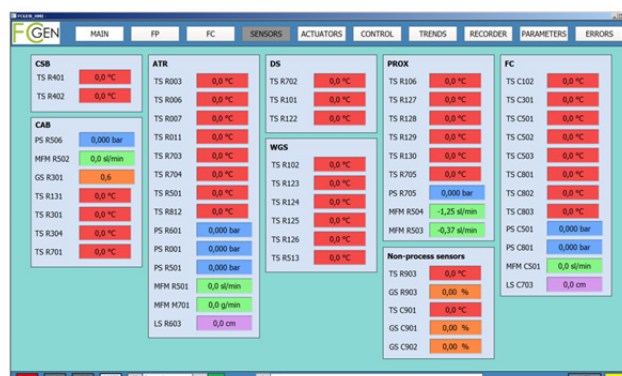 FCGEN_HMI
FCGEN
MAIN
FP
FC
SENSORS
ACTUATORS
CONTROL
TRENDS
RECORDER
PARAMETERS
ERRORS
CSB
TS R401 0,0 °C
TS R402 0,0 °C
CAB
PS R506 0,000 bar
MFM R502 0,0 sl/min
GS R301 0,6
TS R131 0,0 °C
TS R301 0,0 °C
TS R304 0,0 °C
TS R701 0,0 °C
ATR
TS R003 0,0 °C
TS R006 0,0 °C
TS R007 0,0 °C
TS R011 0,0 °C
TS R703 0,0 °C
TS R704 0,0 °C
TS R501 0,0 °C
TS R812 0,0 °C
PS R601 0,000 bar
PS R001 0,000 bar
PS R501 0,000 bar
MFM R501 0,0 sl/min
MFM M701 0,0 g/min
LS R603 0,0 cm
DS
TS R702 0,0 °C
TS R101 0,0 °C
TS R122 0,0 °C
WGS
TS R102 0,0 °C
TS R123 0,0 °C
TS R124 0,0 °C
TS R125 0,0 °C
TS R126 0,0 °C
TS R513 0,0 °C
PROX
TS R106 0,0 °C
TS R127 0,0 °C
TS R128 0,0 °C
TS R129 0,0 °C
TS R130 0,0 °C
TS R705 0,0 °C
PS R705 0,000 bar
MFM R504 -1,25 sl/min
MFM R503 -0,37 sl/min
Non-process sensors
TS R903 0,0 °C
GS R903 0,00 %
TS C901 0,0 °C
GS C901 0,00 %
GS C902 0,00 %
FC
TS C102 0,0 °C
TS C301 0,0 °C
TS C501 0,0 °C
TS C502 0,0 °C
TS C503 0,0 °C
TS C801 0,0 °C
TS C802 0,0 °C
TS C803 0,0 °C
PS C501 0,000 bar
PS C801 0,000 bar
MFM C501 0,0 sl/min
LS C703 0,0 cm